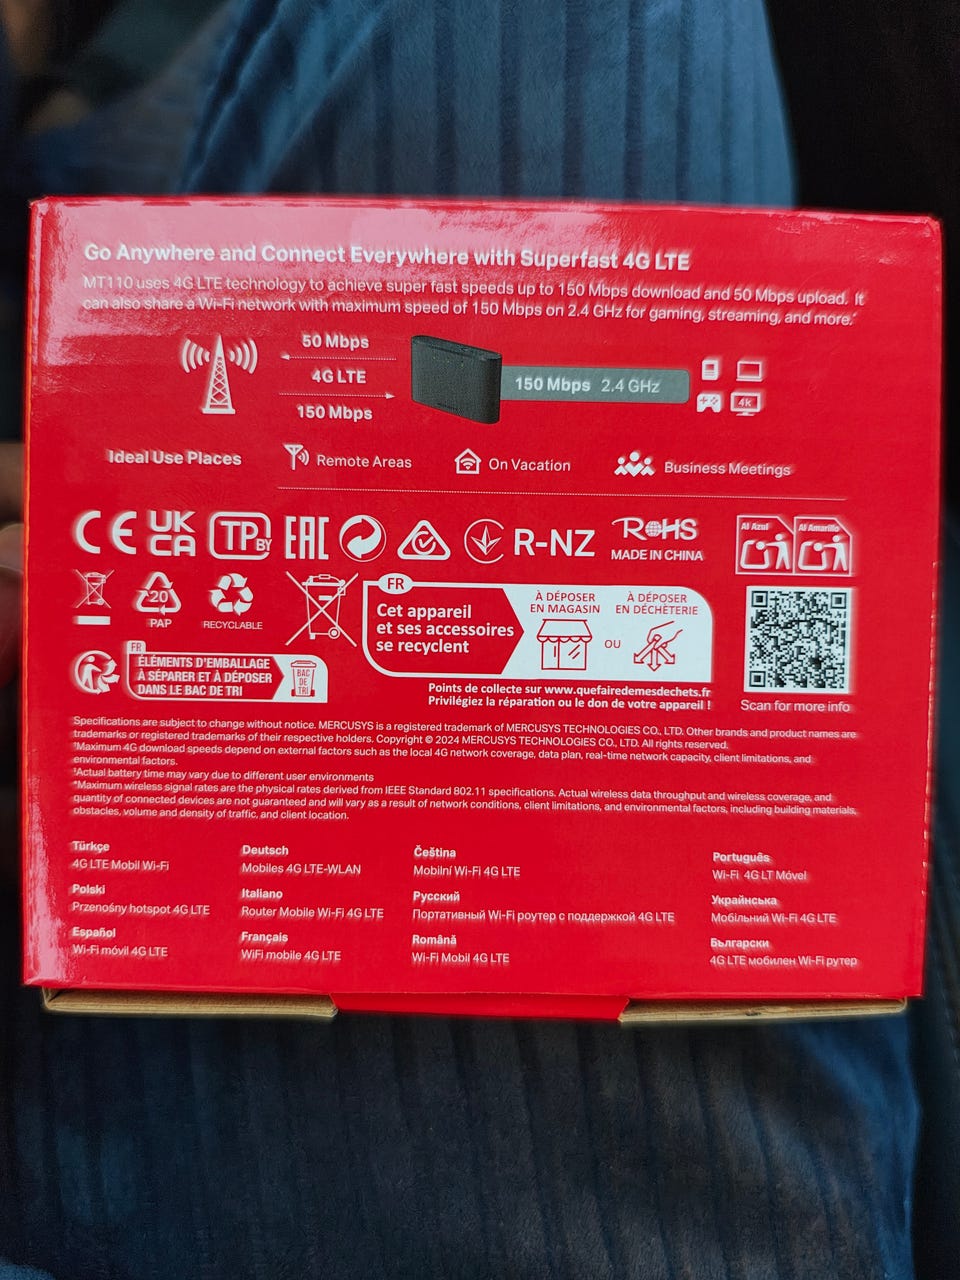 Go Anywhere and Connect Everywhere with Superfast 4G LTE
MT110 uses 4G LTE technology to achieve super fast speeds up to 150 Mbps download and 50 Mbps upload. It
can also share a Wi-Fi network with maximum speed of 150 Mbps on 2.4 GHz for gaming, streaming, and more.*
50 Mbps
4G LTE
150 Mbps
150 Mbps 2.4 GHz
4k
Ideal Use Places
Remote Areas
On Vacation
Business Meetings
CE
UK
CA
TP BY
EAC
R-NZ
RoHS
MADE IN CHINA
Al Azul
Al Amarillo
20
PAP
RECYCLABLE
FR
Cet appareil
et ses accessoires
se recyclent
À DÉPOSER
EN MAGASIN
OU
À DÉPOSER
EN DÉCHÈTERIE
Points de collecte sur www.quefairedemesdechets.fr
Privilégiez la réparation ou le don de votre appareil !
FR
ÉLÉMENTS D'EMBALLAGE
À SÉPARER ET À DÉPOSER
DANS LE BAC DE TRI
BAC
DE
TRI
Scan for more info
Specifications are subject to change without notice. MERCUSYS is a registered trademark of MERCUSYS TECHNOLOGIES CO., LTD. Other brands and product names are
trademarks or registered trademarks of their respective holders. Copyright © 2024 MERCUSYS TECHNOLOGIES CO., LTD. All rights reserved.
Maximum 4G download speeds depend on external factors such as the local 4G network coverage, data plan, real-time network capacity, client limitations, and
environmental factors.
Actual battery time may vary due to different user environments
*Maximum wireless signal rates are the physical rates derived from IEEE Standard 802.11 specifications. Actual wireless data throughput and wireless coverage, and
quantity of connected devices are not guaranteed and will vary as a result of network conditions, client limitations, and environmental factors, including building materials,
obstacles, volume and density of traffic, and client location.
Türkçe
4G LTE Mobil Wi-Fi
Polski
Przenośny hotspot 4G LTE
Español
Wi-Fi móvil 4G LTE
Deutsch
Mobiles 4G LTE-WLAN
Italiano
Router Mobile Wi-Fi 4G LTE
Français
WiFi mobile 4G LTE
Čeština
Mobilní Wi-Fi 4G LTE
Русский
Портативный Wi-Fi роутер с поддержкой 4G LTE
Română
Wi-Fi Mobil 4G LTE
Português
Wi-Fi 4G LT Móvel
Українська
Мобільний Wi-Fi 4G LTE
Български
4G LTE мобилен Wi-Fi рутер